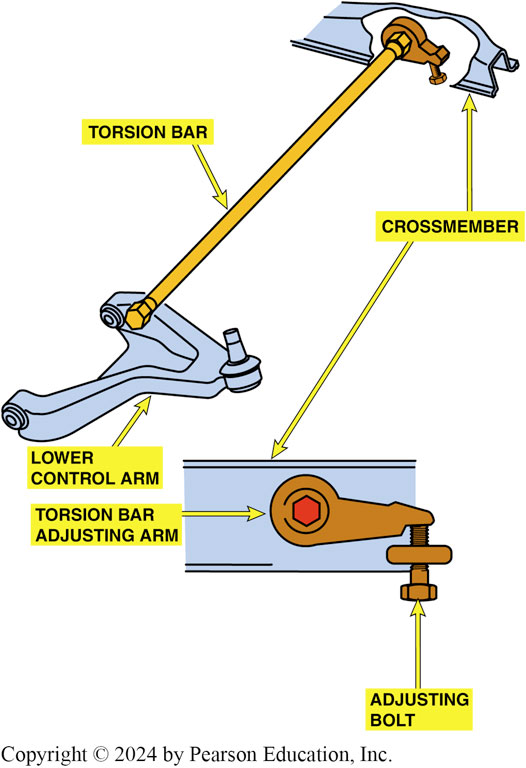 TORSION BAR
CROSSMEMBER
LOWER
CONTROL ARM
TORSION BAR
ADJUSTING ARM
ADJUSTING
BOLT
Copyright © 2024 by Pearson Education, Inc.